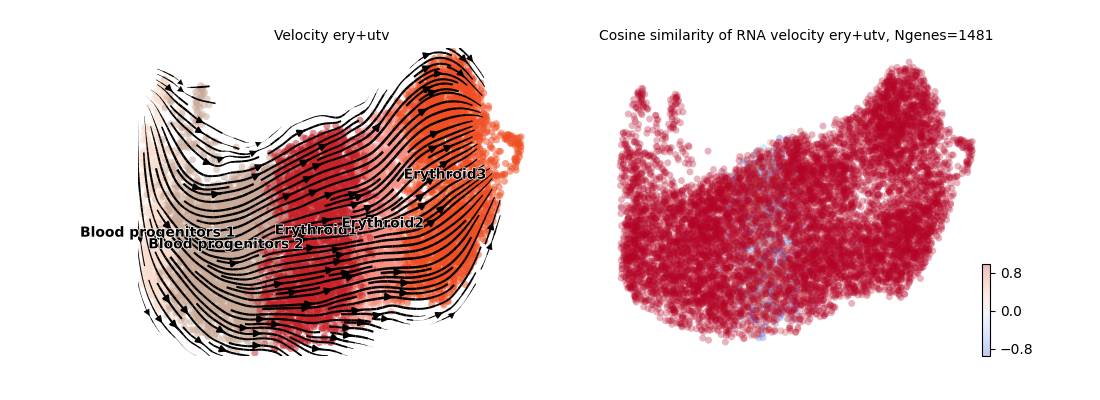 Velocity ery+utv
Cosine similarity of RNA velocity ery+utv, Ngenes=1481
Erythroid3
Erythroid2
Erythroid1
Blood progenitors 1
Blood progenitors 2
0.8
0.0
−0.8